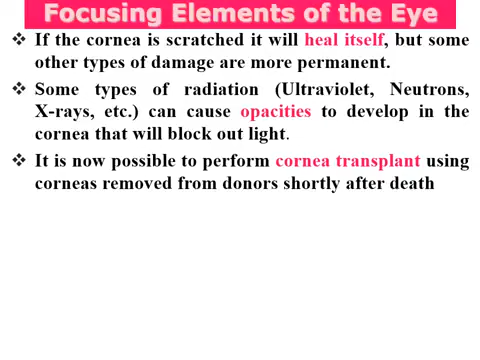 Focusing Elements of the Eye
❖ If the cornea is scratched it will heal itself, but some
other types of damage are more permanent.
❖ Some types of radiation (Ultraviolet, Neutrons,
X-rays, etc.) can cause opacities to develop in the
cornea that will block out light.
❖ It is now possible to perform cornea transplant using
corneas removed from donors shortly after death